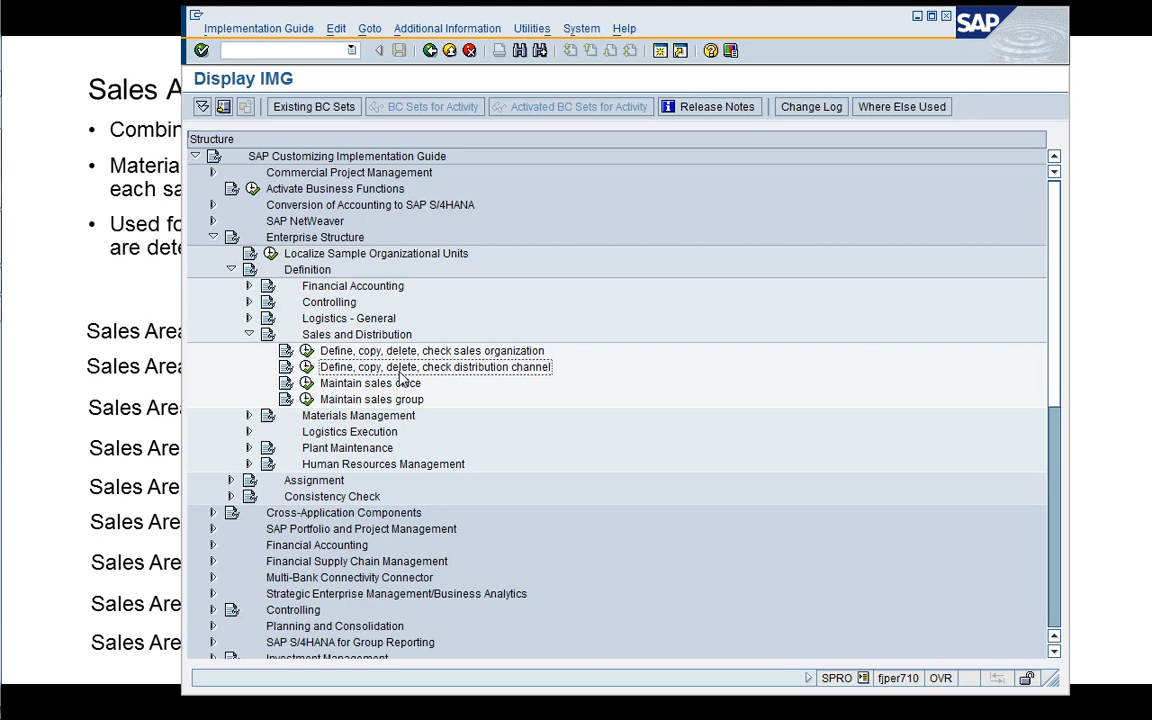 Implementation Guide Edit Goto Additional Information Utilities System Help
SAP
Display IMG
Existing BC Sets BC Sets for Activity Activated BC Sets for Activity Release Notes Change Log Where Else Used
Structure
SAP Customizing Implementation Guide
Commercial Project Management
Activate Business Functions
Conversion of Accounting to SAP S/4HANA
SAP NetWeaver
Enterprise Structure
Localize Sample Organizational Units
Definition
Financial Accounting
Controlling
Logistics - General
Sales and Distribution
Define, copy, delete, check sales organization
Define, copy, delete, check distribution channel
Maintain sales office
Maintain sales group
Materials Management
Logistics Execution
Plant Maintenance
Human Resources Management
Assignment
Consistency Check
Cross-Application Components
SAP Portfolio and Project Management
Financial Accounting
Financial Supply Chain Management
Multi-Bank Connectivity Connector
Strategic Enterprise Management/Business Analytics
Controlling
Planning and Consolidation
SAP S/4HANA for Group Reporting
Investment Management
SPRO fjper710 OVR
Sales A
• Combin
• Materia
each sa
• Used fo
are dete
Sales Area
Sales Area
Sales Area
Sales Are
Sales Are
Sales Are
Sales Are
Sales Are
Sales Are